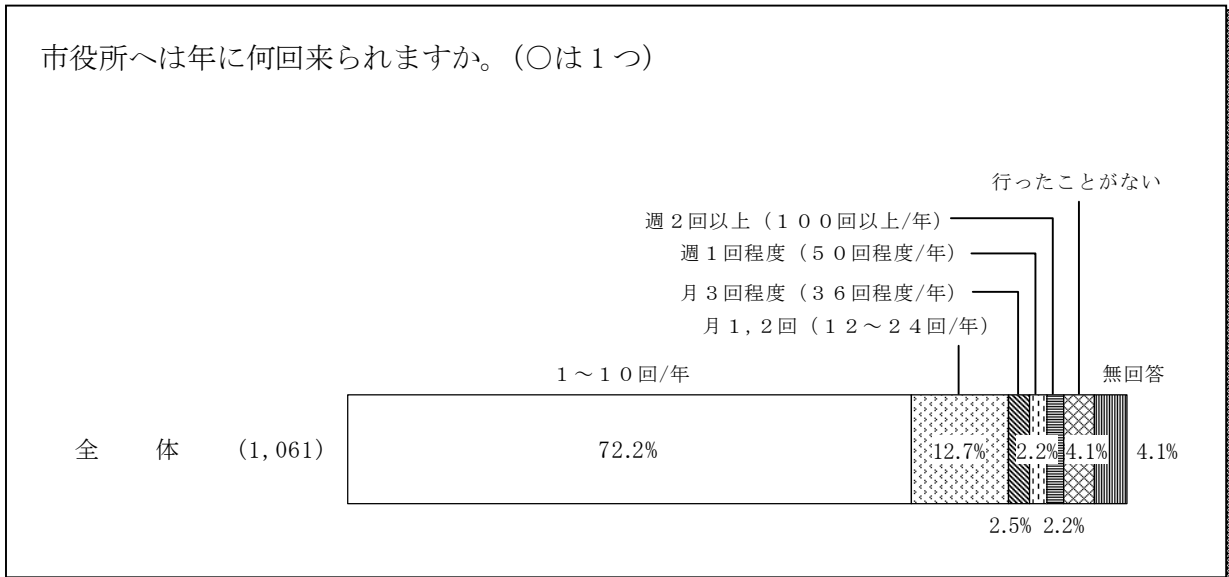 市役所へは年に何回来られますか。（○は１つ）
行ったことがない
週２回以上（１００回以上/年）
週１回程度（５０回程度/年）
月３回程度（３６回程度/年）
月１,２回（１２～２４回/年）
１～１０回/年
無回答
全　体　(1,061)　72.2%　12.7%　2.2%　4.1%　4.1%
2.5%　2.2%